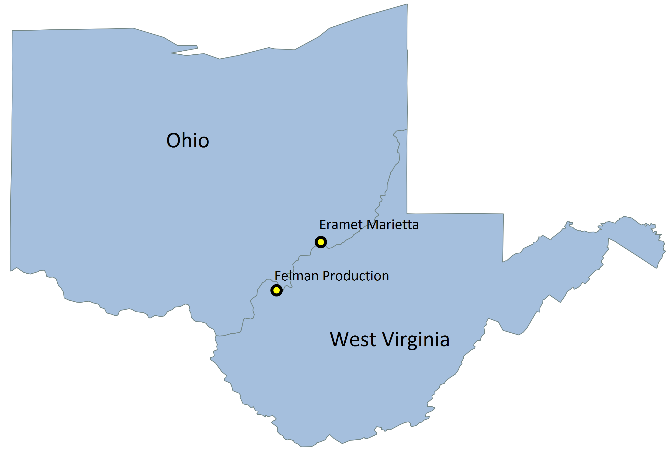 Ohio
Eramet Marietta
Felman Production
West Virginia